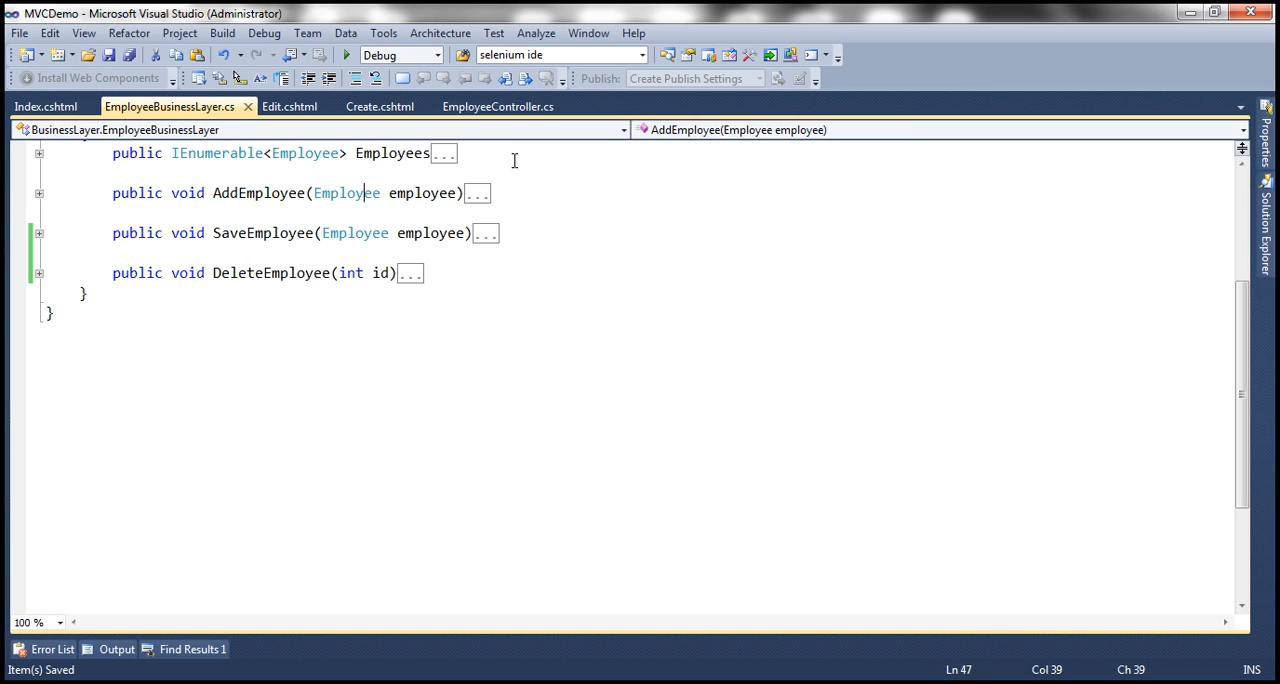 MVCDemo - Microsoft Visual Studio (Administrator)
File Edit View Refactor Project Build Debug Team Data Tools Architecture Test Analyze Window Help
Debug selenium ide
Install Web Components Publish: Create Publish Settings
Index.cshtml EmployeeBusinessLayer.cs Edit.cshtml Create.cshtml EmployeeController.cs
BusinessLayer.EmployeeBusinessLayer AddEmployee(Employee employee)
public IEnumerable<Employee> Employees...
public void AddEmployee(Employee employee)...
public void SaveEmployee(Employee employee)...
public void DeleteEmployee(int id)...
}
}
Properties
Solution Explorer
100 %
Error List Output Find Results 1
Item(s) Saved Ln 47 Col 39 Ch 39 INS